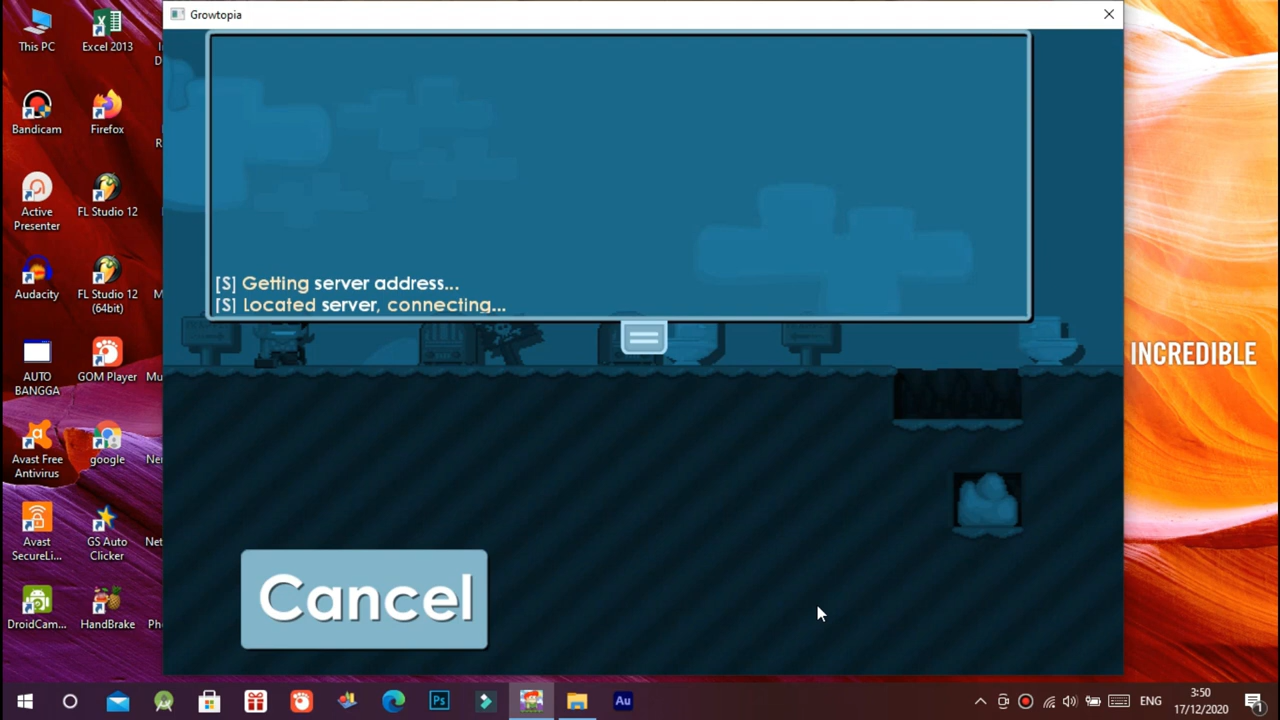 Growtopia
This PC
Excel 2013
Bandicam
Firefox
Active
Presenter
FL Studio 12
Audacity
FL Studio 12
(64bit)
AUTO
BANGGA
GOM Player
Avast Free
Antivirus
google
Avast
SecureLi...
GS Auto
Clicker
DroidCam...
HandBrake
[S] Getting server address...
[S] Located server, connecting...
Cancel
INCREDIBLE
Ps
Au
ENG
3:50
17/12/2020